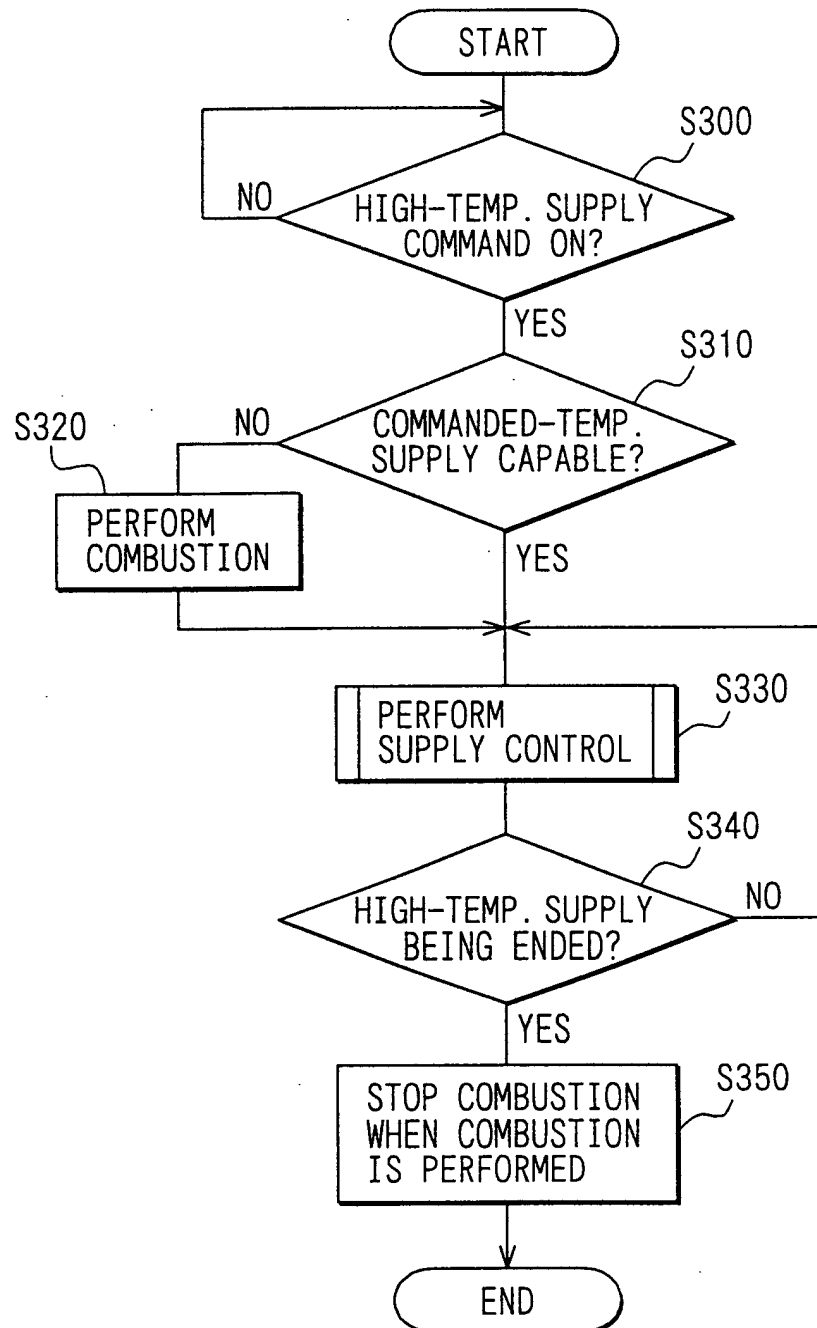 START
S300
NO
HIGH-TEMP. SUPPLY
COMMAND ON?
YES
S310
S320
NO
COMMANDED-TEMP.
SUPPLY CAPABLE?
PERFORM
COMBUSTION
YES
S330
PERFORM
SUPPLY CONTROL
S340
NO
HIGH-TEMP. SUPPLY
BEING ENDED?
YES
S350
STOP COMBUSTION
WHEN COMBUSTION
IS PERFORMED
END